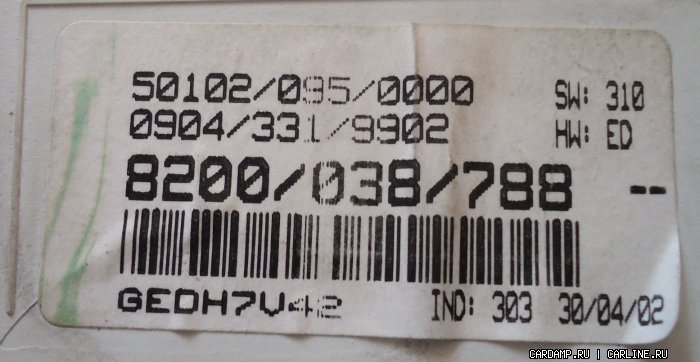 S0102/095/0000 SW: 310
0904/331/9902 HW: ED
8200/038/788 --
GEDH7V42 IND: 303 30/04/02
CARDAMP.RU | CARLINE.RU